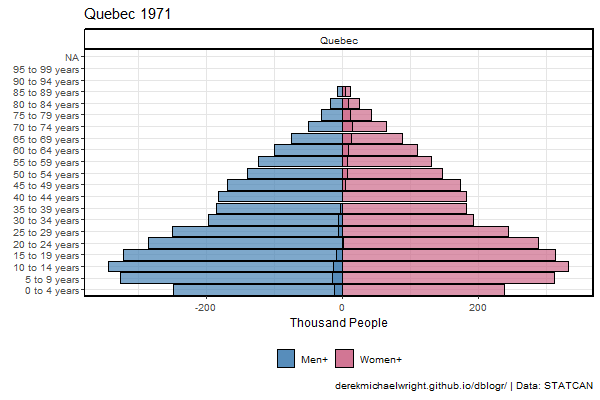 Quebec 1971
Quebec
NA
95 to 99 years
90 to 94 years
85 to 89 years
80 to 84 years
75 to 79 years
70 to 74 years
65 to 69 years
60 to 64 years
55 to 59 years
50 to 54 years
45 to 49 years
40 to 44 years
35 to 39 years
30 to 34 years
25 to 29 years
20 to 24 years
15 to 19 years
10 to 14 years
5 to 9 years
0 to 4 years
-200 0 200
Thousand People
Men+ Women+
derekmichaelwright.github.io/dblogr/ | Data: STATCAN